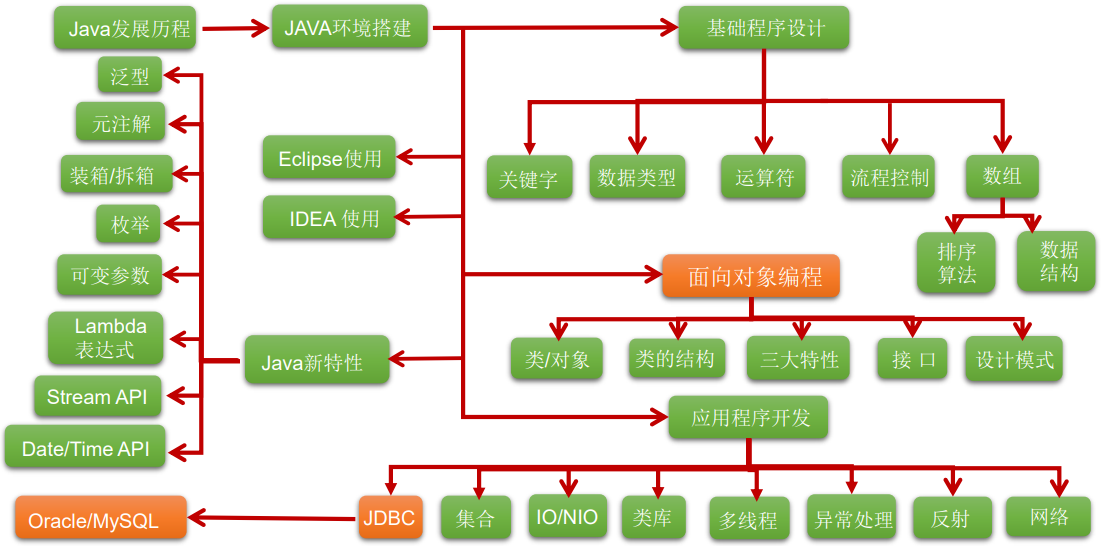 Java发展历程
JAVA环境搭建
基础程序设计
泛型
元注解
装箱/拆箱
枚举
可变参数
Lambda
表达式
Stream API
Date/Time API
Eclipse使用
IDEA 使用
Java新特性
关键字
数据类型
运算符
流程控制
数组
排序
算法
数据
结构
面向对象编程
类/对象
类的结构
三大特性
接 口
设计模式
应用程序开发
Oracle/MySQL
JDBC
集合
IO/NIO
类库
多线程
异常处理
反射
网络